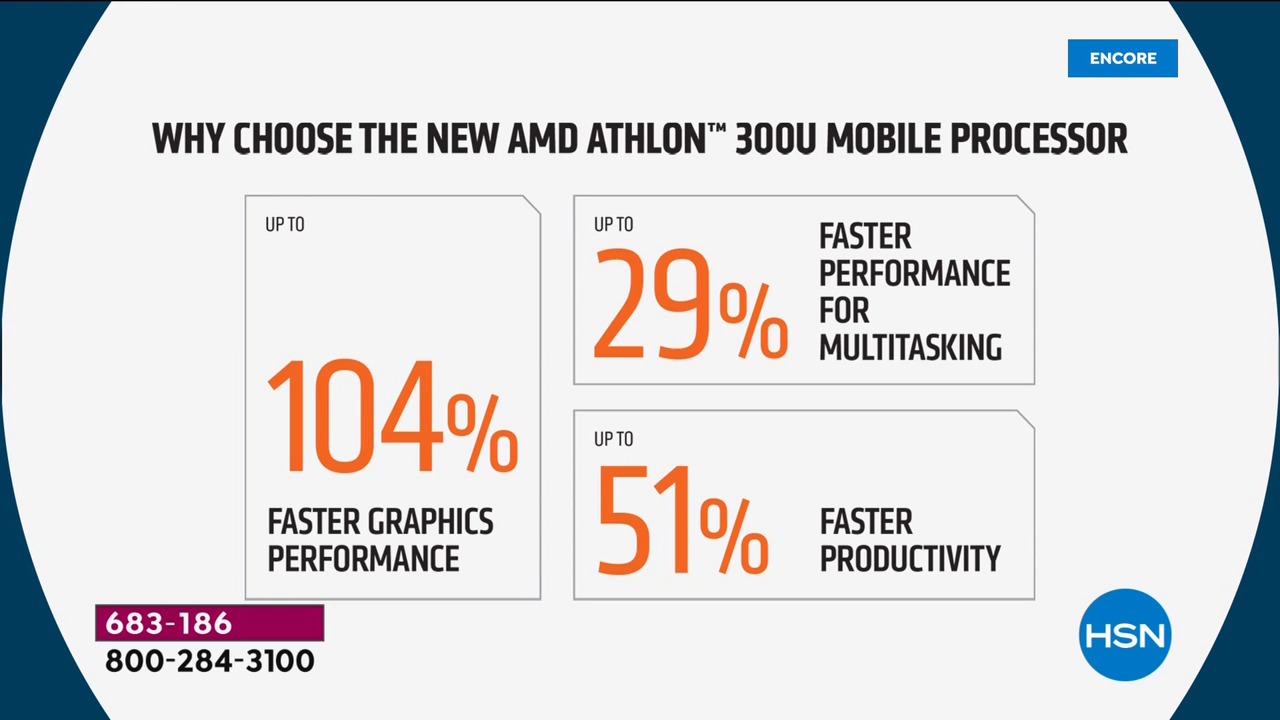 ENCORE
WHY CHOOSE THE NEW AMD ATHLON™ 300U MOBILE PROCESSOR
UP TO
104%
FASTER GRAPHICS
PERFORMANCE
UP TO
29%
FASTER
PERFORMANCE
FOR
MULTITASKING
UP TO
51%
FASTER
PRODUCTIVITY
683-186
800-284-3100
HSN